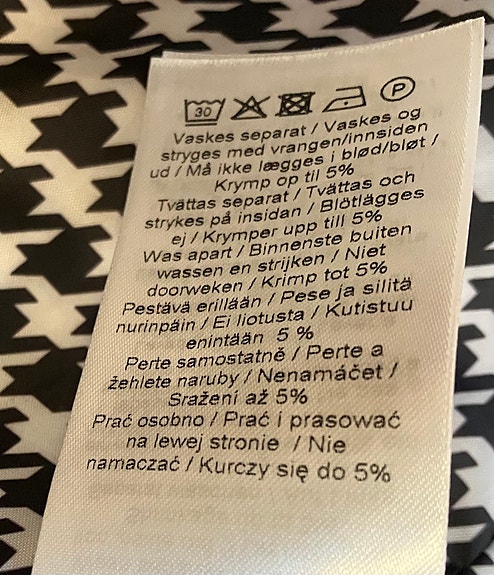 30 P
Vaskes separat / Vaskes og
stryges med vrangen/innsiden
ud / Må ikke lægges i blød/bløt /
Krymp op til 5%
Tvättas separat / Tvättas och
strykes på insidan / Blötlägges
ej / Krymper upp till 5%
Was apart / Binnenste buiten
wassen en strijken / Niet
doorweken / Krimp tot 5%
Pestävä erillään / Pese ja silitä
nurinpäin / Ei liotusta / Kutistuu
enintään 5 %
Perte samostatně / Perte a
žehlete naruby / Nenamáčet /
Sražení až 5%
Prać osobno / Prać i prasować
na lewej stronie / Nie
namaczać / Kurczy się do 5%